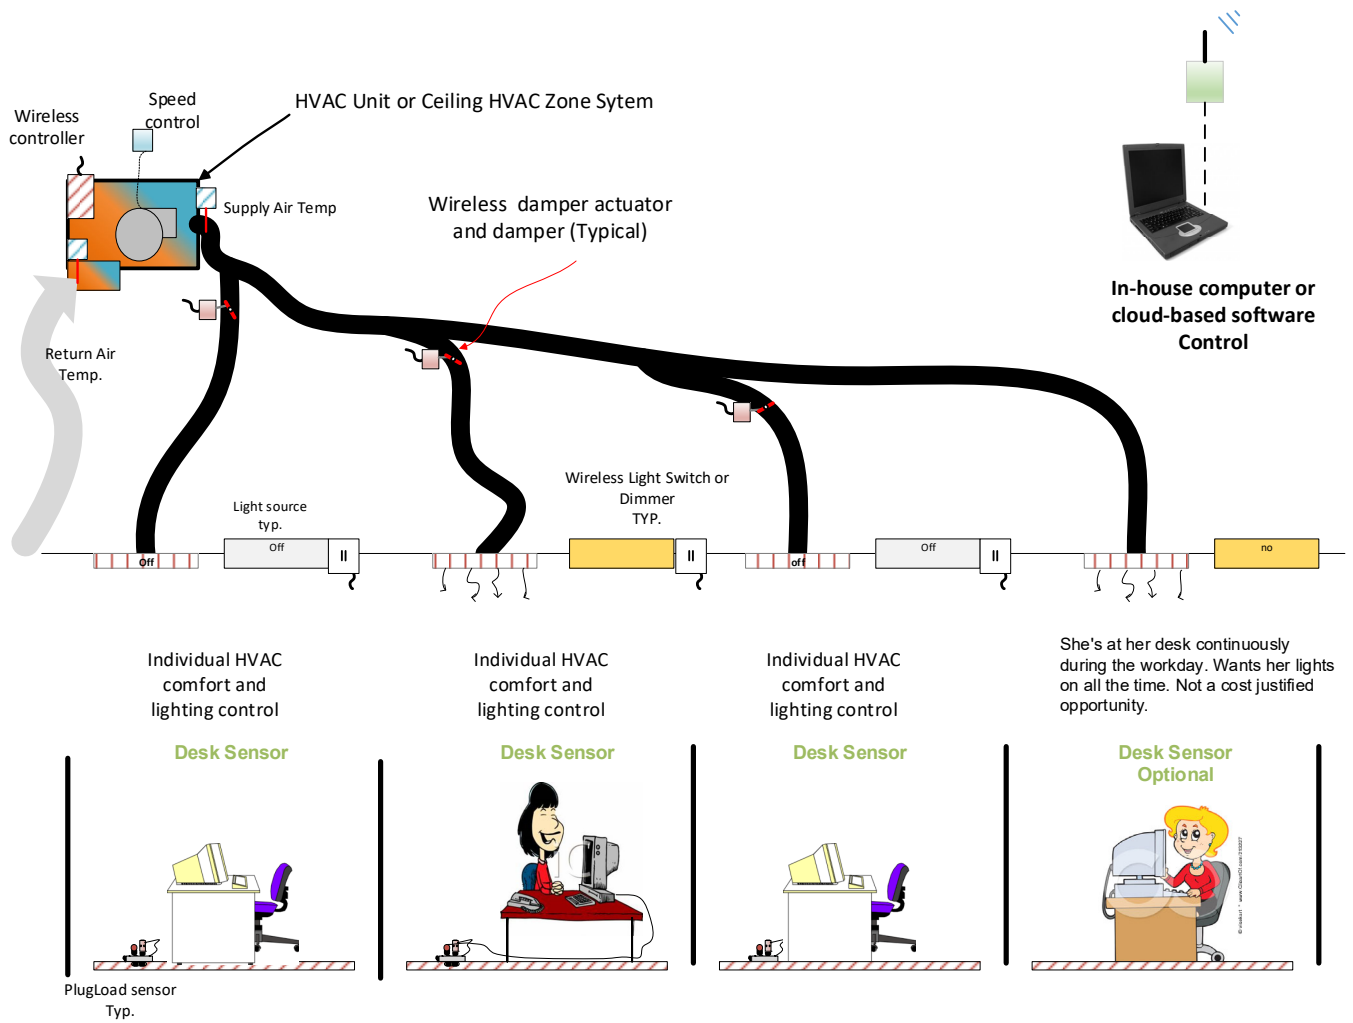 Speed
control
Wireless
controller
HVAC Unit or Ceiling HVAC Zone Sytem
Supply Air Temp
Wireless  damper actuator
and damper (Typical)
In-house computer or
cloud-based software
Control
Return Air
Temp.
Light source
typ.
Wireless Light Switch or
Dimmer
TYP.
Off
Off
II
II
off
Off
II
no
Individual HVAC
comfort and
lighting control
Individual HVAC
comfort and
lighting control
Individual HVAC
comfort and
lighting control
She's at her desk continuously
during the workday. Wants her lights
on all the time. Not a cost justified
opportunity.
Desk Sensor
Desk Sensor
Desk Sensor
Desk Sensor
Optional
PlugLoad sensor
Typ.